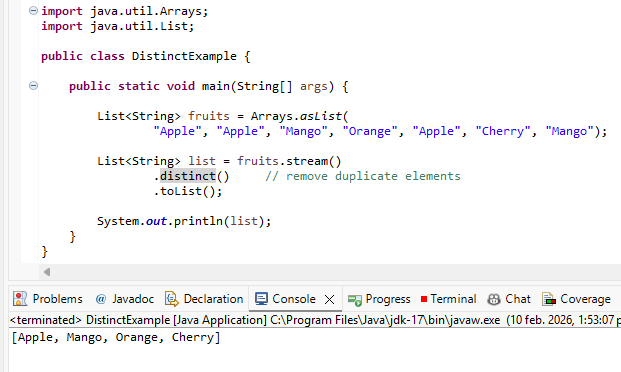 import java.util.Arrays;
import java.util.List;
public class DistinctExample {
public static void main(String[] args) {
List<String> fruits = Arrays.asList(
"Apple", "Apple", "Mango", "Orange", "Apple", "Cherry", "Mango");
List<String> list = fruits.stream()
.distinct()     // remove duplicate elements
.toList();
System.out.println(list);
}
}
Problems @ Javadoc Declaration Console Progress Terminal Chat Coverage
<terminated> DistinctExample [Java Application] C:\Program Files\Java\jdk-17\bin\javaw.exe (10 feb. 2026, 1:53:07 p
[Apple, Mango, Orange, Cherry]